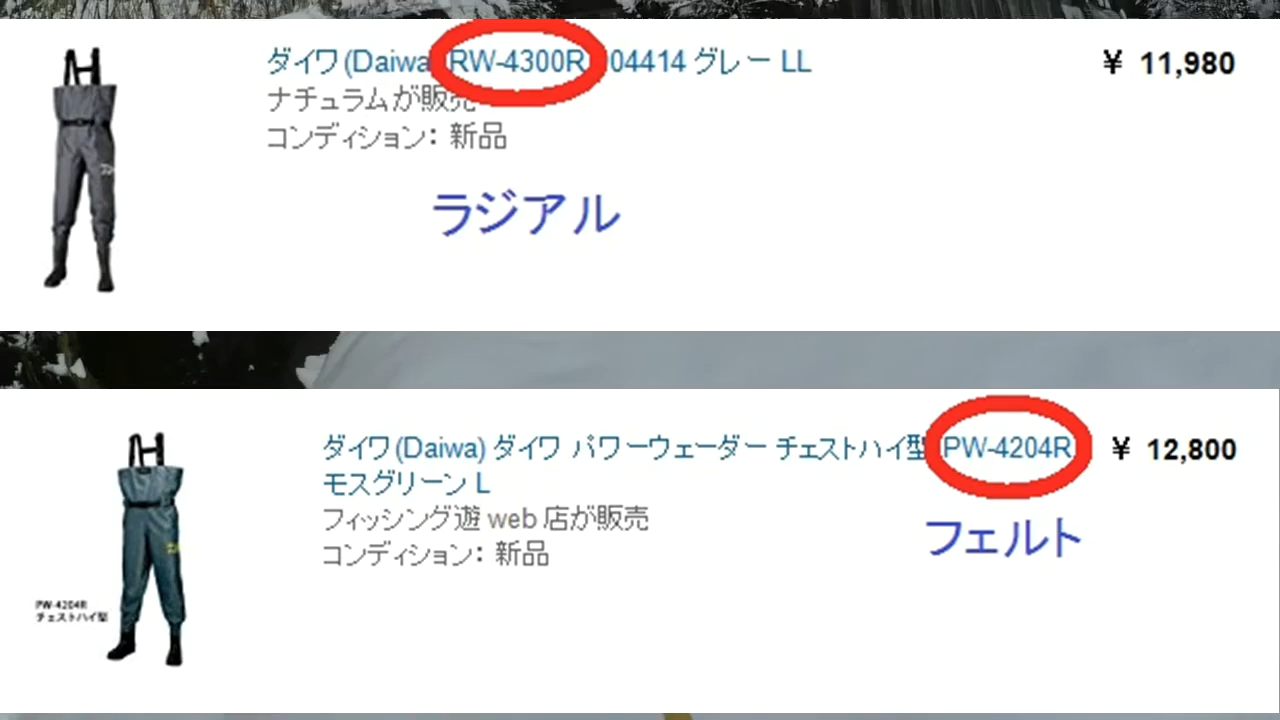 ダイワ(Daiwa) RW-4300R 04414 グレー LL
¥ 11,980
ナチュラムが販売
コンディション: 新品
ラジアル
ダイワ(Daiwa) ダイワ パワーウェーダー チェストハイ型 PW-4204R
¥ 12,800
モスグリーン L
フィッシング遊 web 店が販売
コンディション: 新品
フェルト
PW-4204R
チェストハイ型